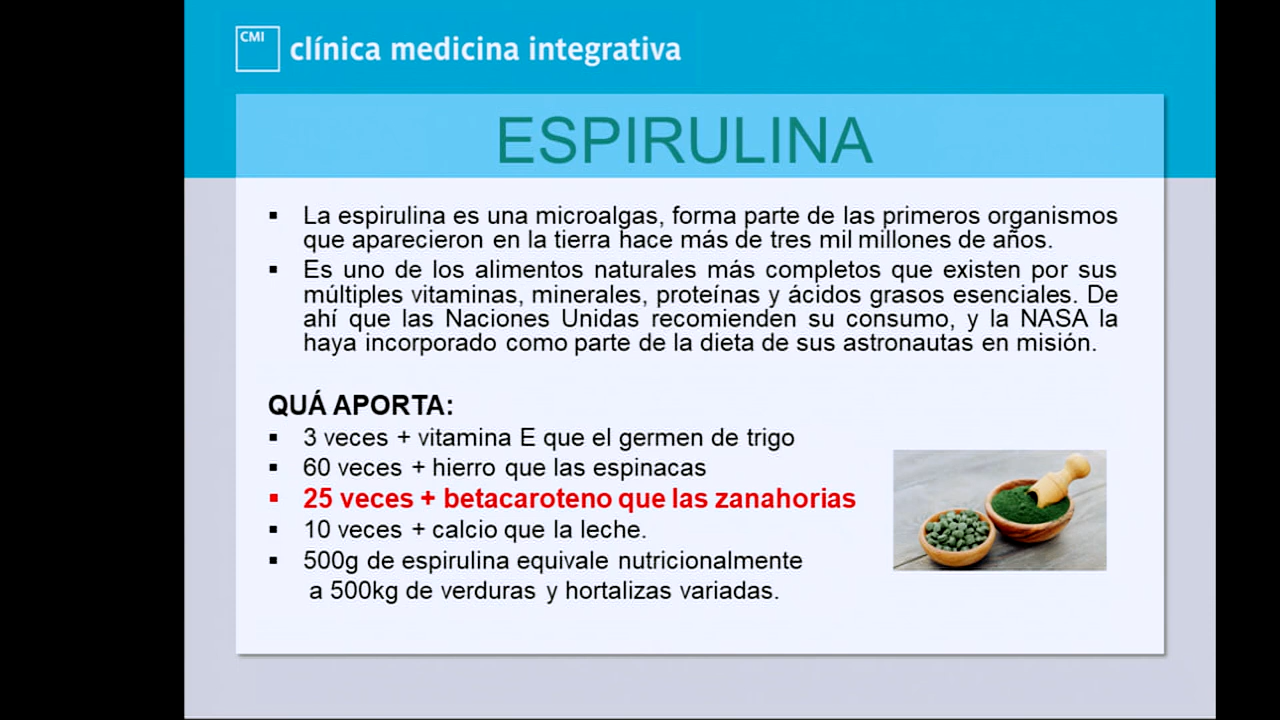 CMI
clínica medicina integrativa
ESPIRULINA
▪ La espirulina es una microalgas, forma parte de las primeros organismos
que aparecieron en la tierra hace más de tres mil millones de años.
▪ Es uno de los alimentos naturales más completos que existen por sus
múltiples vitaminas, minerales, proteínas y ácidos grasos esenciales. De
ahí que las Naciones Unidas recomienden su consumo, y la NASA la
haya incorporado como parte de la dieta de sus astronautas en misión.
QUÁ APORTA:
▪ 3 veces + vitamina E que el germen de trigo
▪ 60 veces + hierro que las espinacas
▪ 25 veces + betacaroteno que las zanahorias
▪ 10 veces + calcio que la leche.
▪ 500g de espirulina equivale nutricionalmente
a 500kg de verduras y hortalizas variadas.